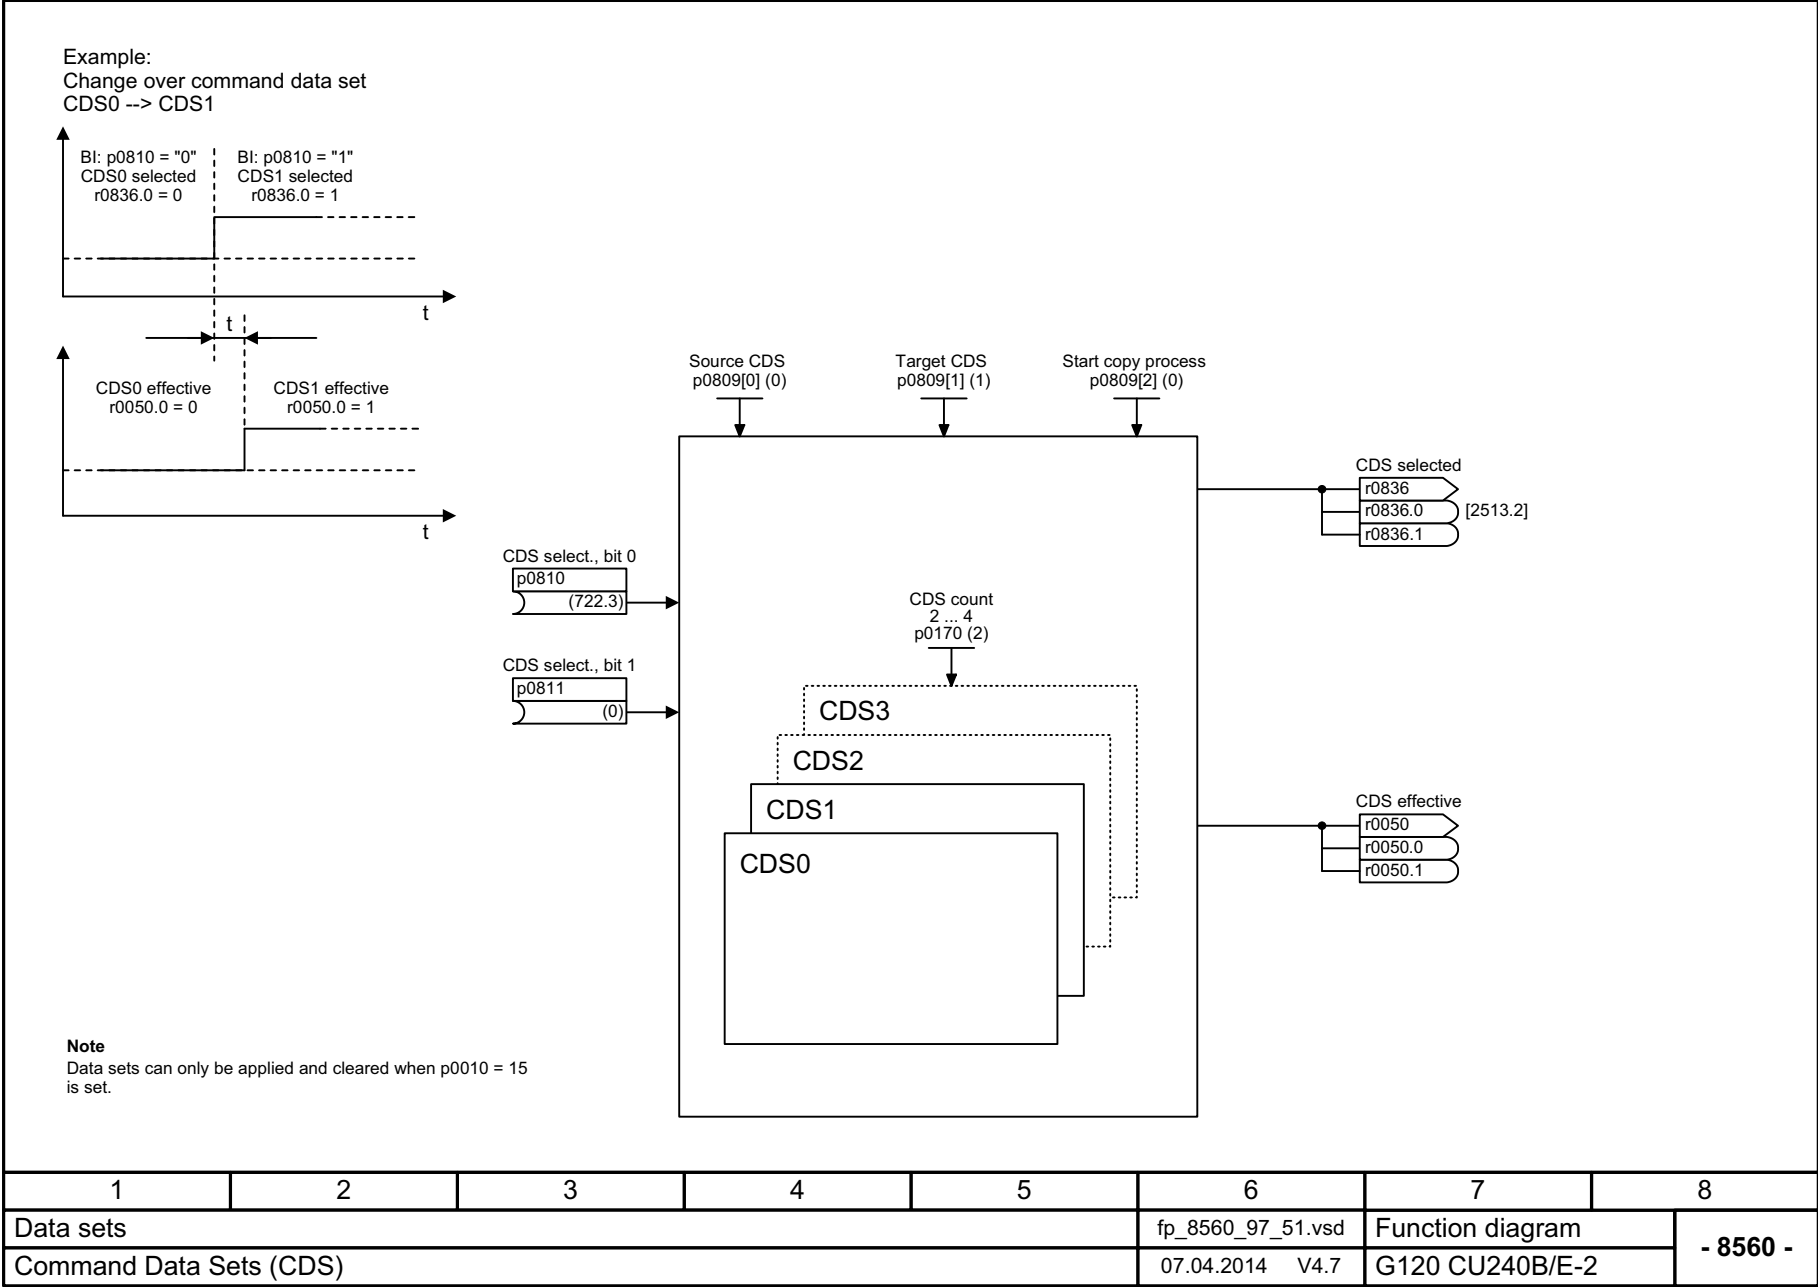 Example:
Change over command data set
CDS0 --> CDS1
BI: p0810 = "0"
CDS0 selected
r0836.0 = 0
BI: p0810 = "1"
CDS1 selected
r0836.0 = 1
t
t
CDS0 effective
r0050.0 = 0
CDS1 effective
r0050.0 = 1
t
Source CDS
p0809[0] (0)
Target CDS
p0809[1] (1)
Start copy process
p0809[2] (0)
CDS selected
r0836
r0836.0
[2513.2]
r0836.1
CDS select., bit 0
p0810
(722.3)
CDS select., bit 1
p0811
(0)
CDS count
2 ... 4
p0170 (2)
CDS3
CDS2
CDS1
CDS0
CDS effective
r0050
r0050.0
r0050.1
Note
Data sets can only be applied and cleared when p0010 = 15
is set.
1 2 3 4 5 6 7 8
Data sets
fp_8560_97_51.vsd
Function diagram
- 8560 -
Command Data Sets (CDS)
07.04.2014 V4.7
G120 CU240B/E-2